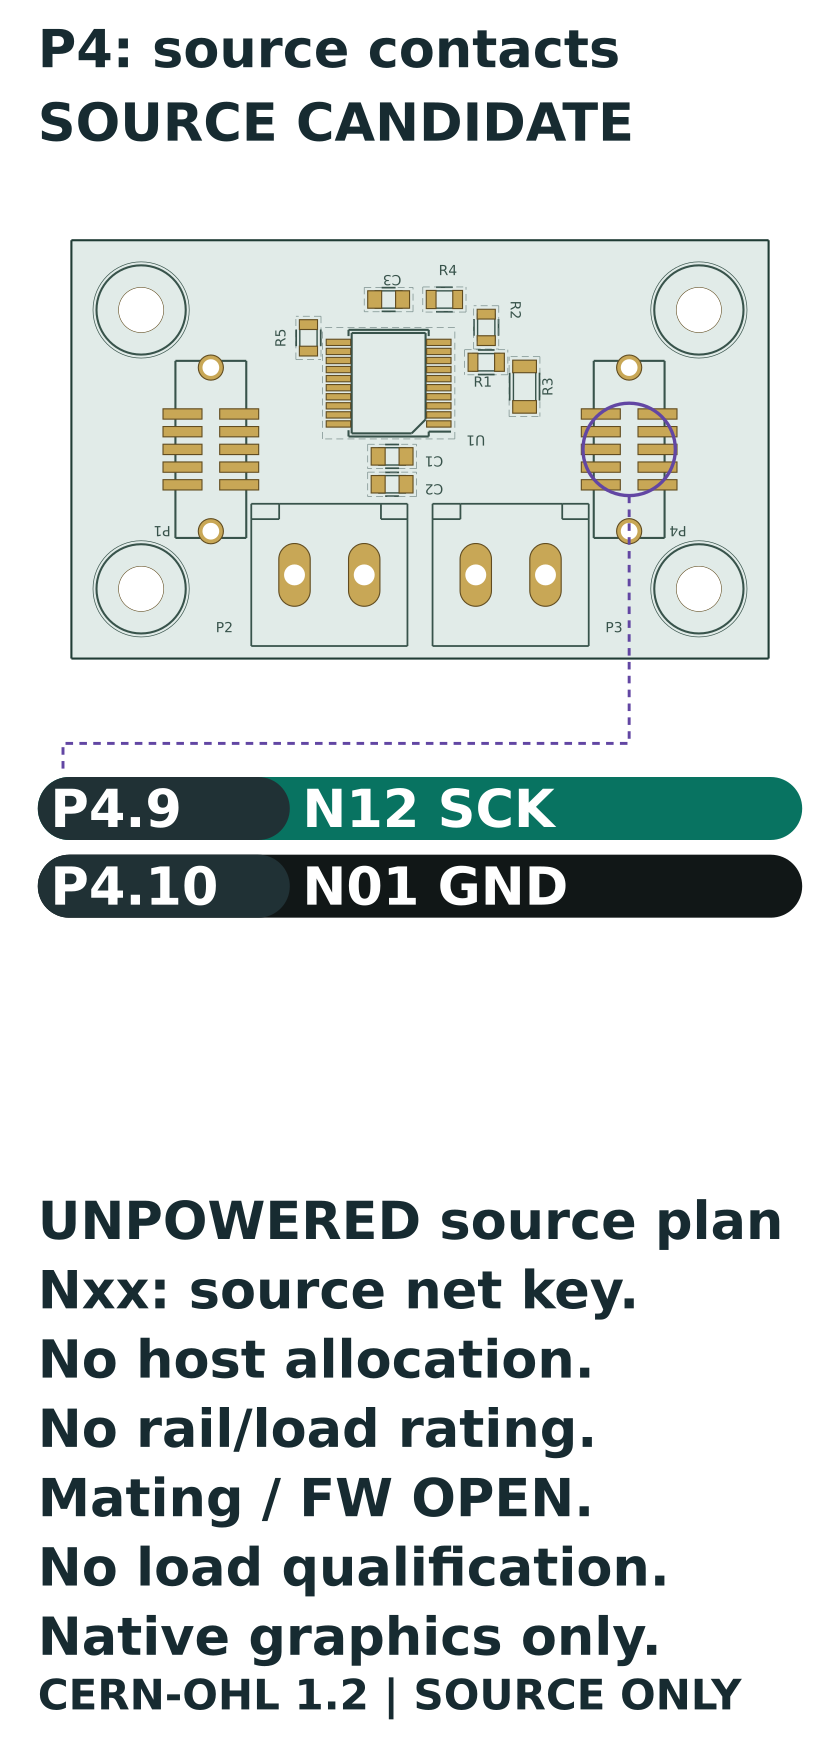 P4: source contacts
SOURCE CANDIDATE
R4
C3
R2
R5
R1
R3
U1
C1
C2
P1
P4
P2
P3
P4.9 N12 SCK
P4.10 N01 GND
UNPOWERED source plan
Nxx: source net key.
No host allocation.
No rail/load rating.
Mating / FW OPEN.
No load qualification.
Native graphics only.
CERN-OHL 1.2 | SOURCE ONLY